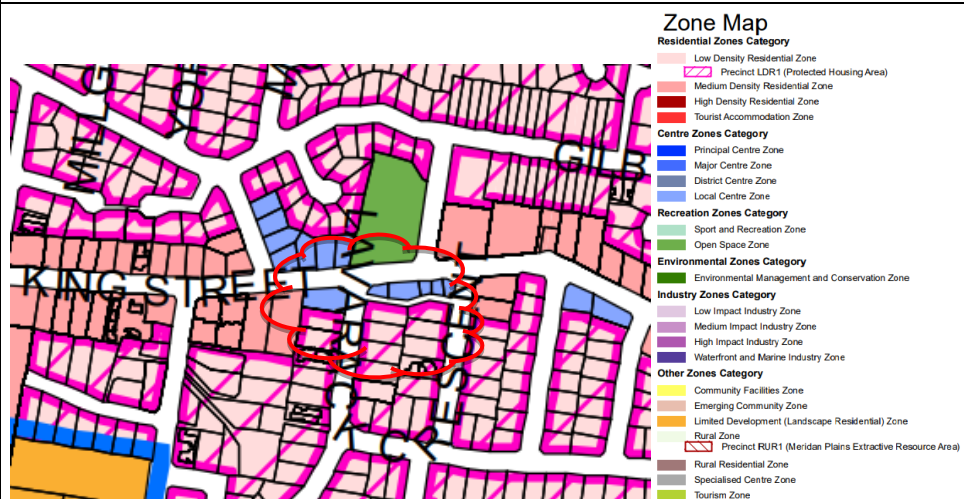 GILB
KING STREET
Zone Map
Residential Zones Category
Low Density Residential Zone
Precinct LDR1 (Protected Housing Area)
Medium Density Residential Zone
High Density Residential Zone
Tourist Accommodation Zone
Centre Zones Category
Principal Centre Zone
Major Centre Zone
District Centre Zone
Local Centre Zone
Recreation Zones Category
Sport and Recreation Zone
Open Space Zone
Environmental Zones Category
Environmental Management and Conservation Zone
Industry Zones Category
Low Impact Industry Zone
Medium Impact Industry Zone
High Impact Industry Zone
Waterfront and Marine Industry Zone
Other Zones Category
Community Facilities Zone
Emerging Community Zone
Limited Development (Landscape Residential) Zone
Rural Zone
Precinct RUR1 (Meridan Plains Extractive Resource Area)
Rural Residential Zone
Specialised Centre Zone
Tourism Zone